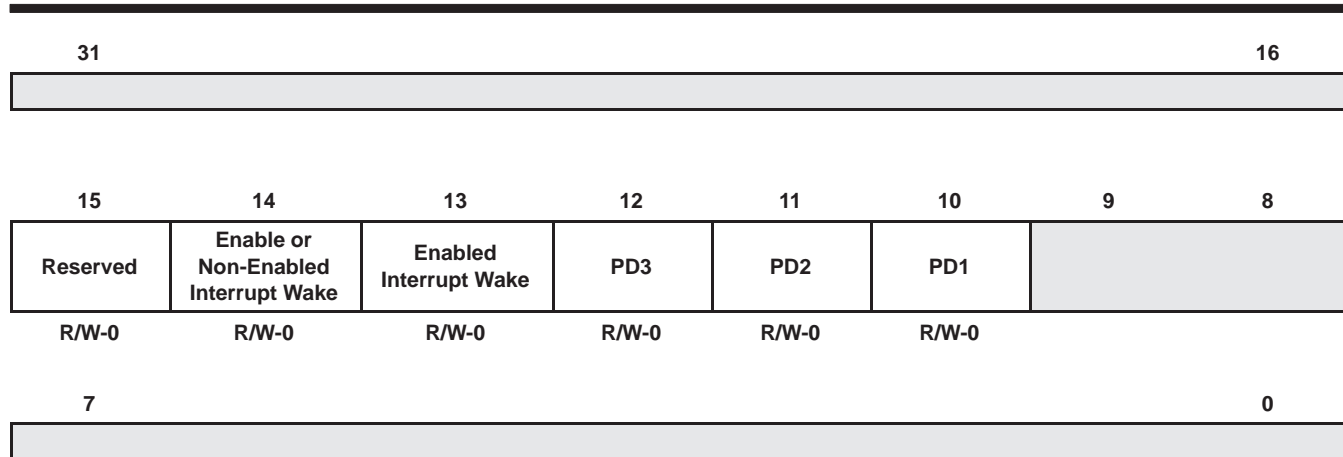 31 16
15 14 13 12 11 10 9 8
Reserved
Enable or
Non-Enabled
Interrupt Wake
Enabled
Interrupt Wake
PD3
PD2
PD1
R/W-0 R/W-0 R/W-0 R/W-0 R/W-0 R/W-0
7 0